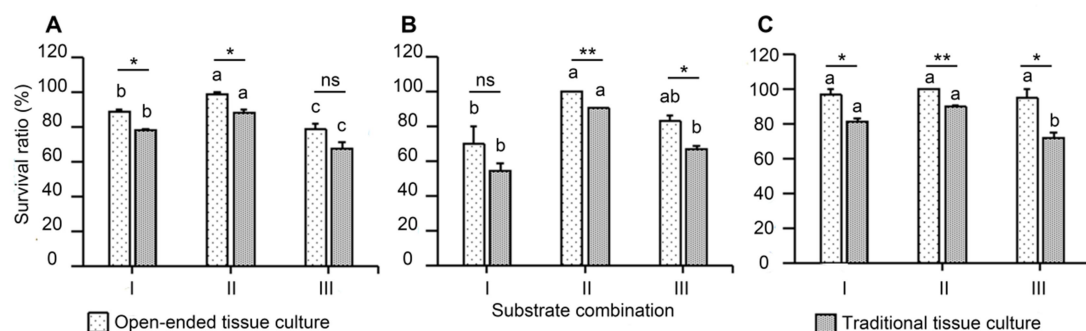 A
Survival ratio (%)
120
100
80
60
40
20
0
b
*
b
a
*
a
c
ns
c
I
II
III
B
120
100
80
60
40
20
0
b
ns
b
a
**
a
ab
*
b
I
II
III
Substrate combination
C
120
100
80
60
40
20
0
a
*
a
a
**
a
a
*
b
I
II
III
Open-ended tissue culture
Traditional tissue culture